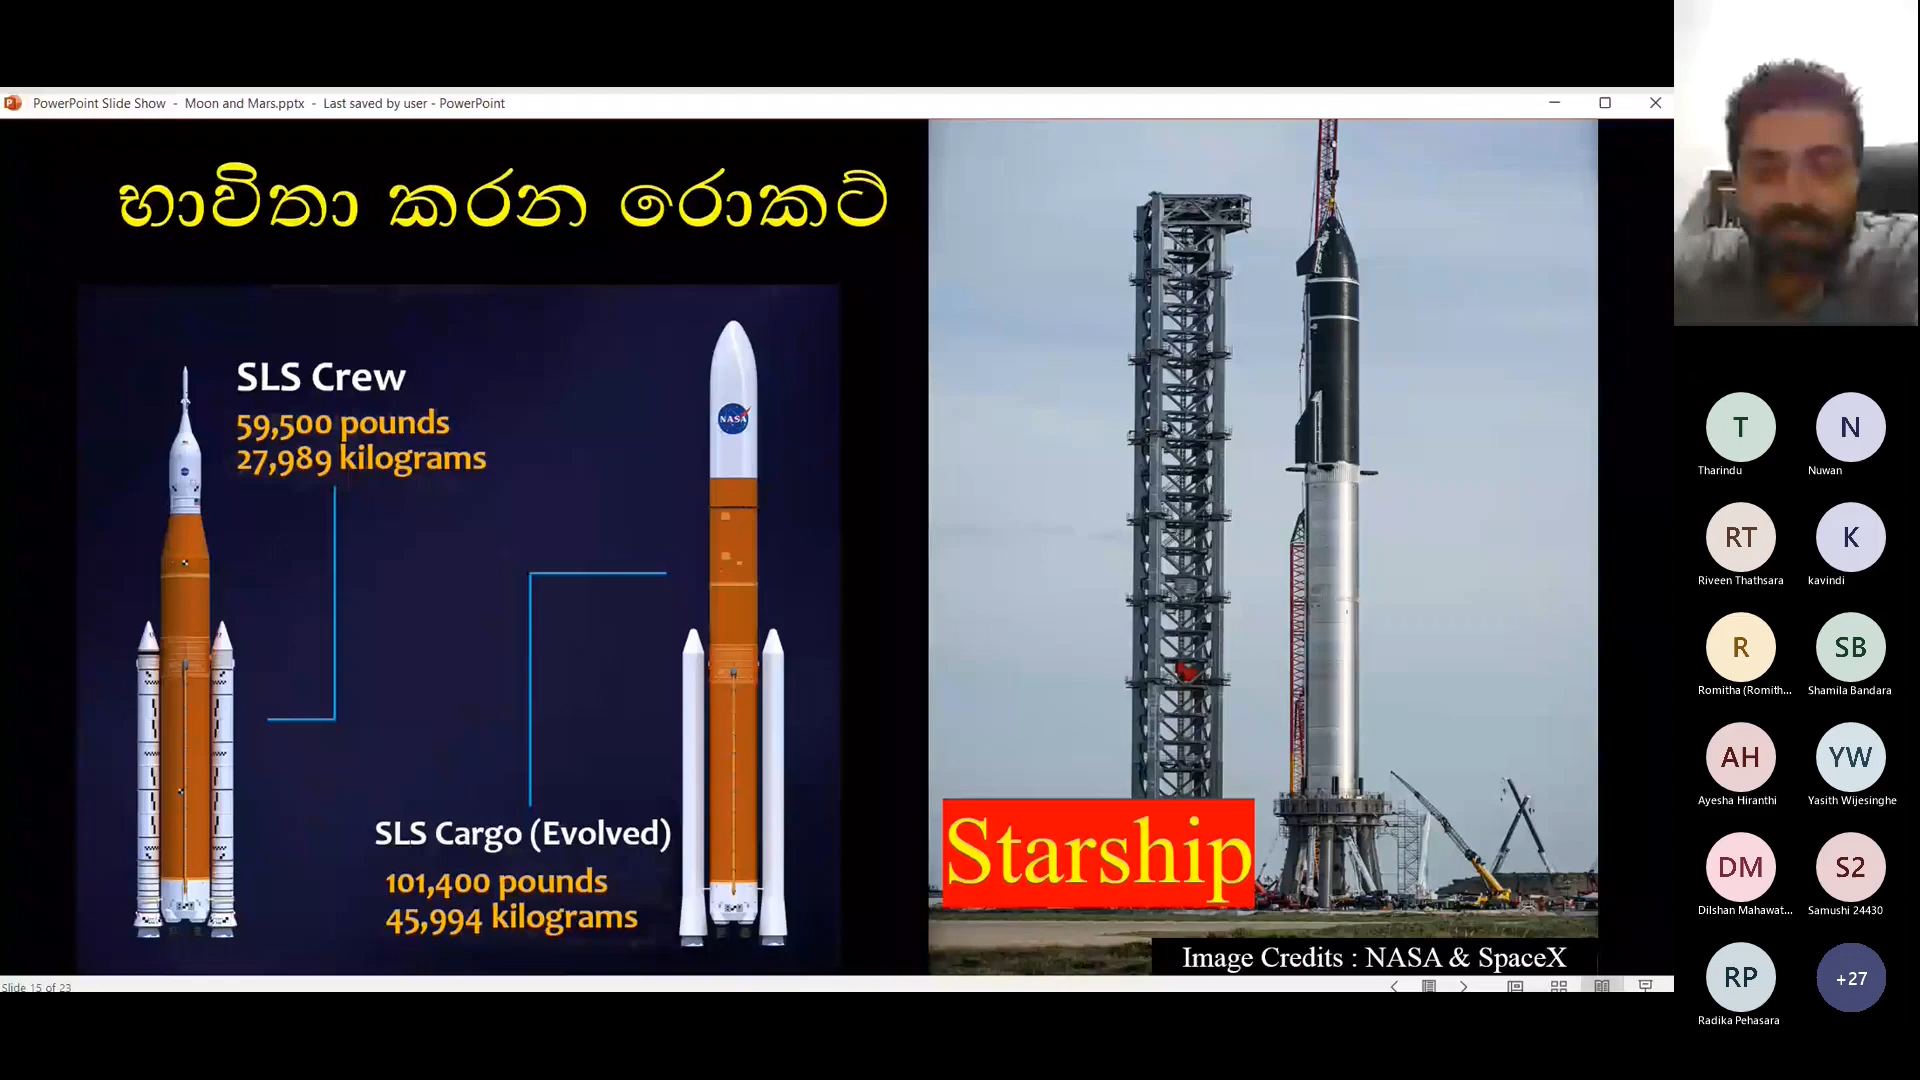 PowerPoint Slide Show - Moon and Mars.pptx - Last saved by user - PowerPoint
භාවිතා කරන රොකට්
SLS Crew
59,500 pounds
27,989 kilograms
NASA
SLS Cargo (Evolved)
101,400 pounds
45,994 kilograms
Starship
Image Credits : NASA & SpaceX
Slide 15 of 23
T
Tharindu
N
Nuwan
RT
Riveen Thathsara
K
kavindi
R
Romitha (Romith...
SB
Shamila Bandara
AH
Ayesha Hiranthi
YW
Yasith Wijesinghe
DM
Dilshan Mahawat...
S2
Samushi 24430
RP
Radika Pehasara
+27